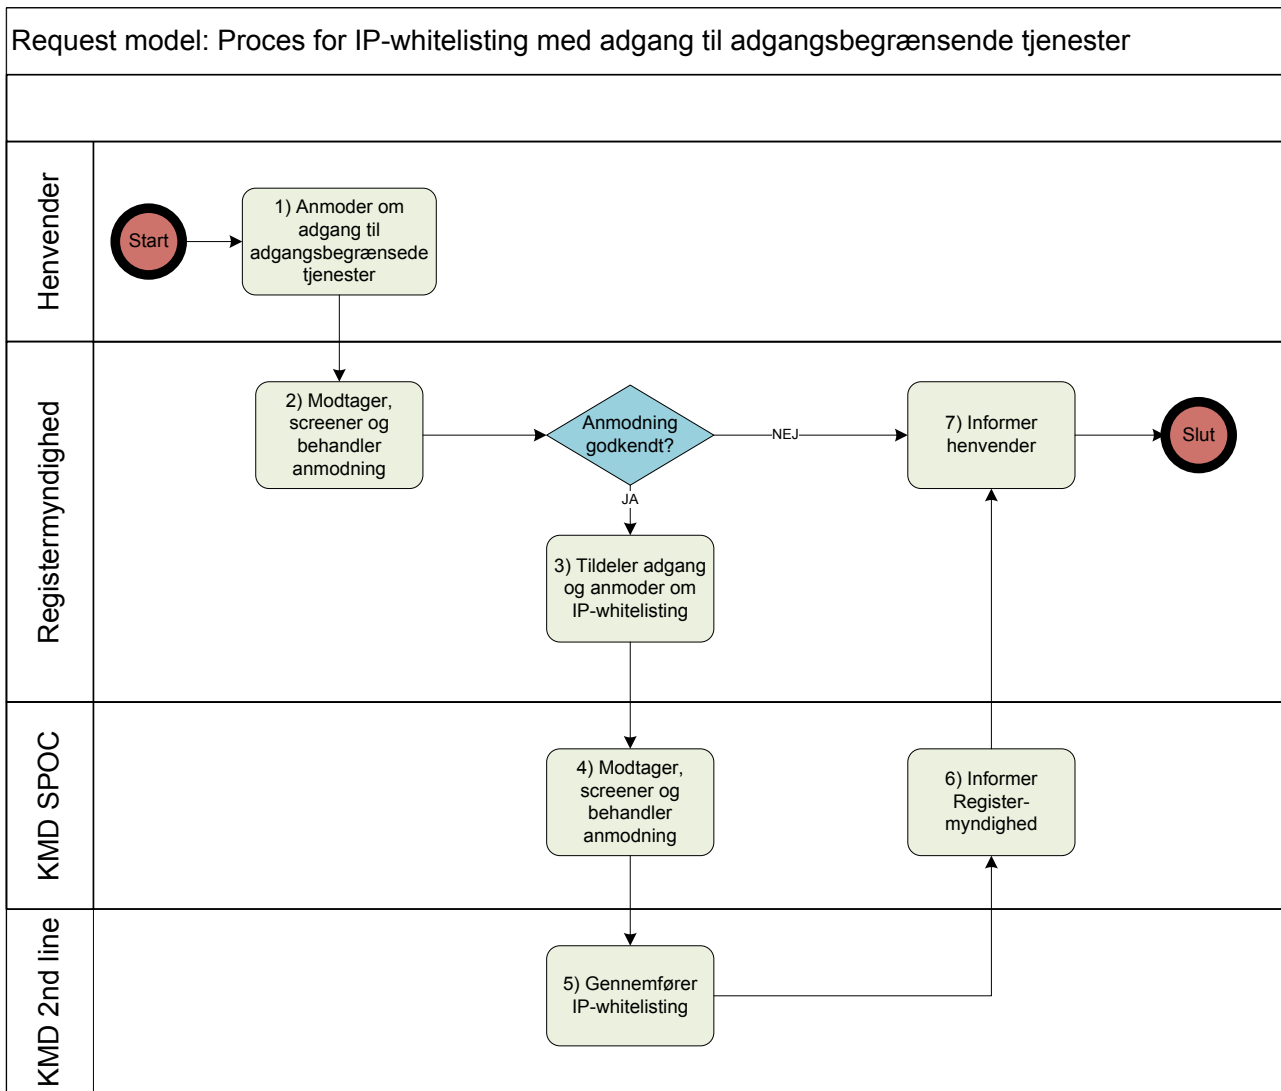 Request model: Proces for IP-whitelisting med adgang til adgangsbegrænsende tjenester
Henvender
Start
1) Anmoder om
adgang til
adgangsbegrænsede
tjenester
Registermyndighed
2) Modtager,
screener og
behandler
anmodning
Anmodning
godkendt?
NEJ
7) Informer
henvender
Slut
JA
3) Tildeler adgang
og anmoder om
IP-whitelisting
KMD SPOC
4) Modtager,
screener og
behandler
anmodning
6) Informer
Register-
myndighed
KMD 2nd line
5) Gennemfører
IP-whitelisting